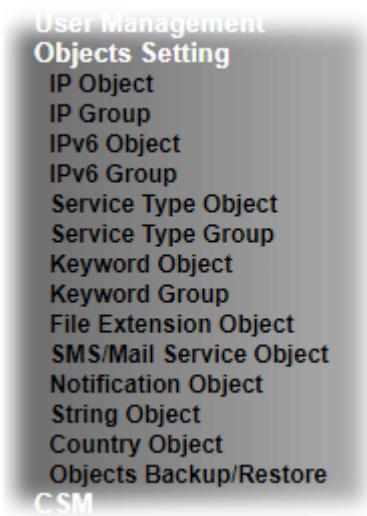 User Management
Objects Setting
IP Object
IP Group
IPv6 Object
IPv6 Group
Service Type Object
Service Type Group
Keyword Object
Keyword Group
File Extension Object
SMS/Mail Service Object
Notification Object
String Object
Country Object
Objects Backup/Restore
CSM